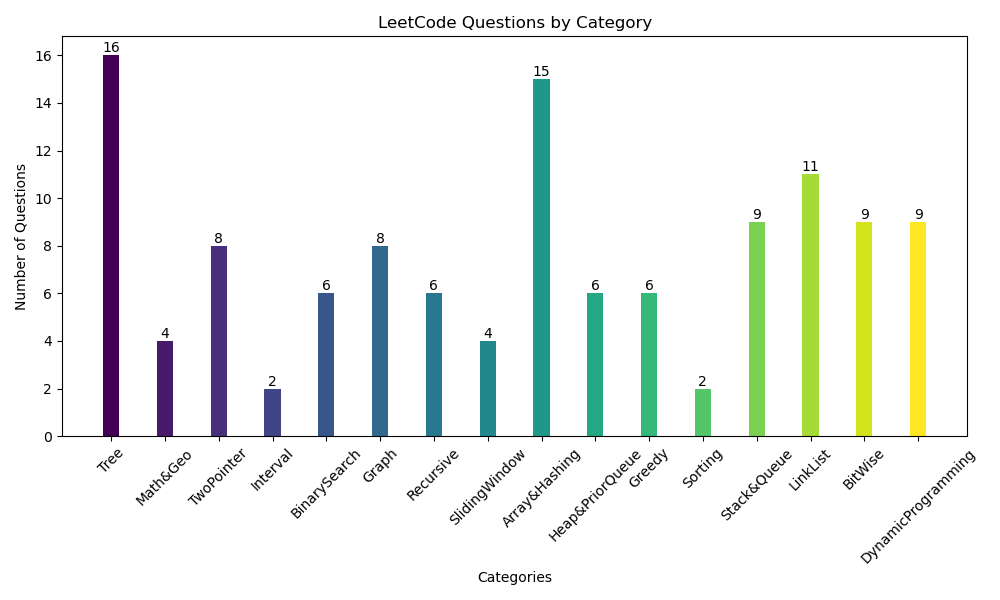 LeetCode Questions by Category
Number of Questions
16
14
12
10
8
6
4
2
0
16
4
8
2
6
8
6
4
15
6
6
2
9
11
9
9
Tree
Math&Geo
TwoPointer
Interval
BinarySearch
Graph
Recursive
SlidingWindow
Array&Hashing
Heap&PriorQueue
Greedy
Sorting
Stack&Queue
LinkList
BitWise
DynamicProgramming
Categories